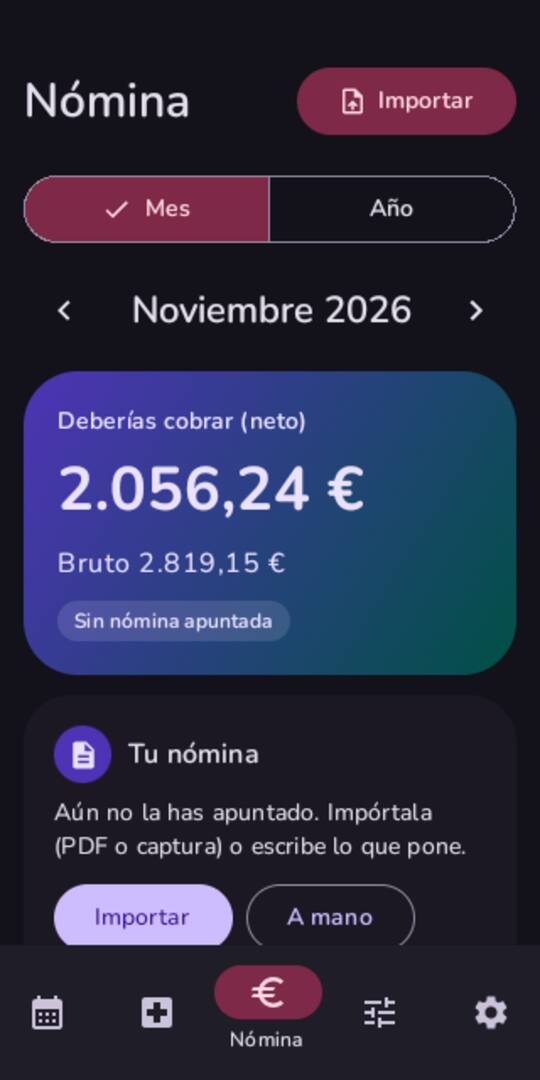 Nómina
Importar
Mes
Año
Noviembre 2026
Deberías cobrar (neto)
2.056,24 €
Bruto 2.819,15 €
Sin nómina apuntada
Tu nómina
Aún no la has apuntado. Impórtala
(PDF o captura) o escribe lo que pone.
Importar
A mano
€
Nómina